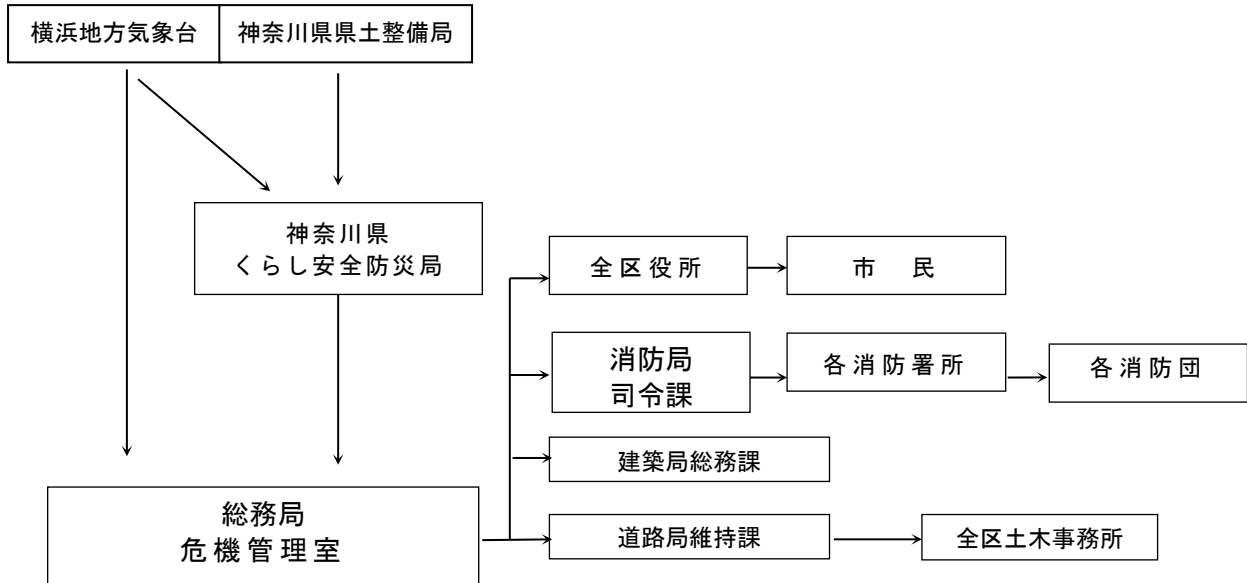 横浜地方気象台
神奈川県県土整備局
神奈川県
くらし安全防災局
全区役所
市　民
消防局
司令課
各消防署所
各消防団
建築局総務課
総務局
危機管理室
道路局維持課
全区土木事務所